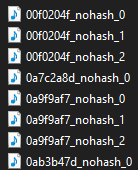 00f0204f_nohash_0
00f0204f_nohash_1
00f0204f_nohash_2
0a7c2a8d_nohash_0
0a9f9af7_nohash_0
0a9f9af7_nohash_1
0a9f9af7_nohash_2
0ab3b47d_nohash_0